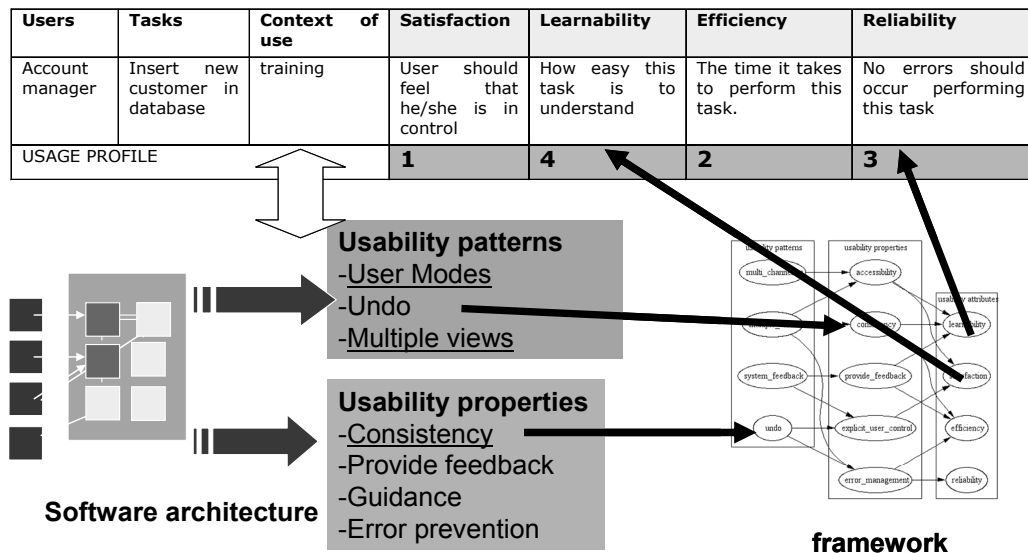 Users Tasks Context of use Satisfaction Learnability Efficiency Reliability
Account manager
Insert new customer in database
training
User should feel that he/she is in control
How easy this task is to understand
The time it takes to perform this task.
No errors should occur performing this task
USAGE PROFILE 1 4 2 3
Usability patterns
-User Modes
-Undo
-Multiple views
Usability properties
-Consistency
-Provide feedback
-Guidance
-Error prevention
Software architecture
usability patterns
usability properties
usability attributes
accessibility
consistency
learnability
system_feedback
provide_feedback
undo
explicit_user_control
efficiency
error_management
reliability
framework